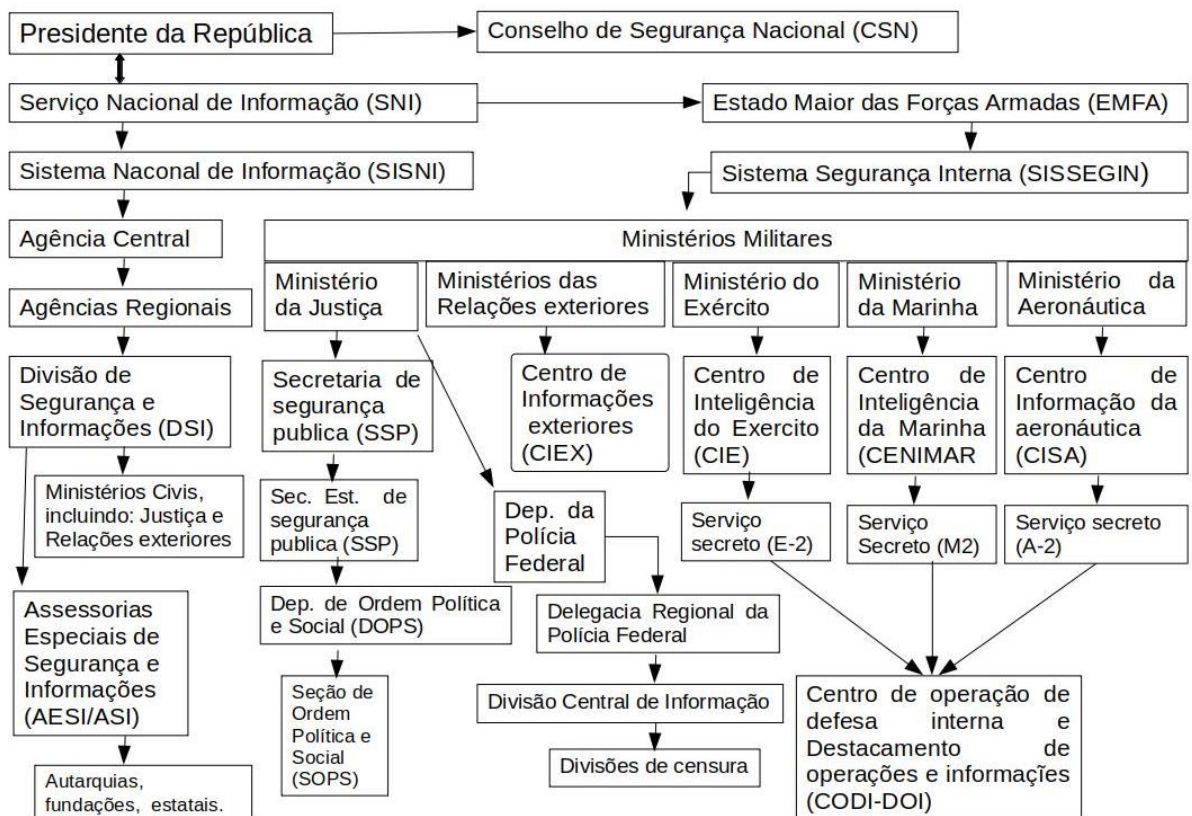 Presidente da República
Conselho de Segurança Nacional (CSN)
Serviço Nacional de Informação (SNI)
Estado Maior das Forças Armadas (EMFA)
Sistema Naconal de Informação (SISNI)
Sistema Segurança Interna (SISSEGIN)
Agência Central
Ministérios Militares
Agências Regionais
Ministério
da Justiça
Ministérios das
Relações exteriores
Ministério do
Exército
Ministério
da Marinha
Ministério da
Aeronáutica
Divisão de
Segurança e
Informações (DSI)
Secretaria de
segurança
publica (SSP)
Centro de
Informações
exteriores
(CIEX)
Centro de
Inteligência
do Exercito
(CIE)
Centro de
Inteligência
da Marinha
(CENIMAR
Centro de
Informação da
aeronáutica
(CISA)
Ministérios Civis,
incluindo: Justiça e
Relações exteriores
Sec. Est. de
segurança
publica (SSP)
Dep. da
Polícia
Federal
Serviço
secreto (E-2)
Serviço
Secreto (M2)
Serviço secreto
(A-2)
Assessorias
Especiais de
Segurança e
Informações
(AESI/ASI)
Dep. de Ordem Política
e Social (DOPS)
Delegacia Regional da
Polícia Federal
Seção de
Ordem
Política e
Social
(SOPS)
Divisão Central de Informação
Centro de operação de
defesa interna e
Destacamento de
operações e informaçĩes
(CODI-DOI)
Divisões de censura
Autarquias,
fundações, estatais.